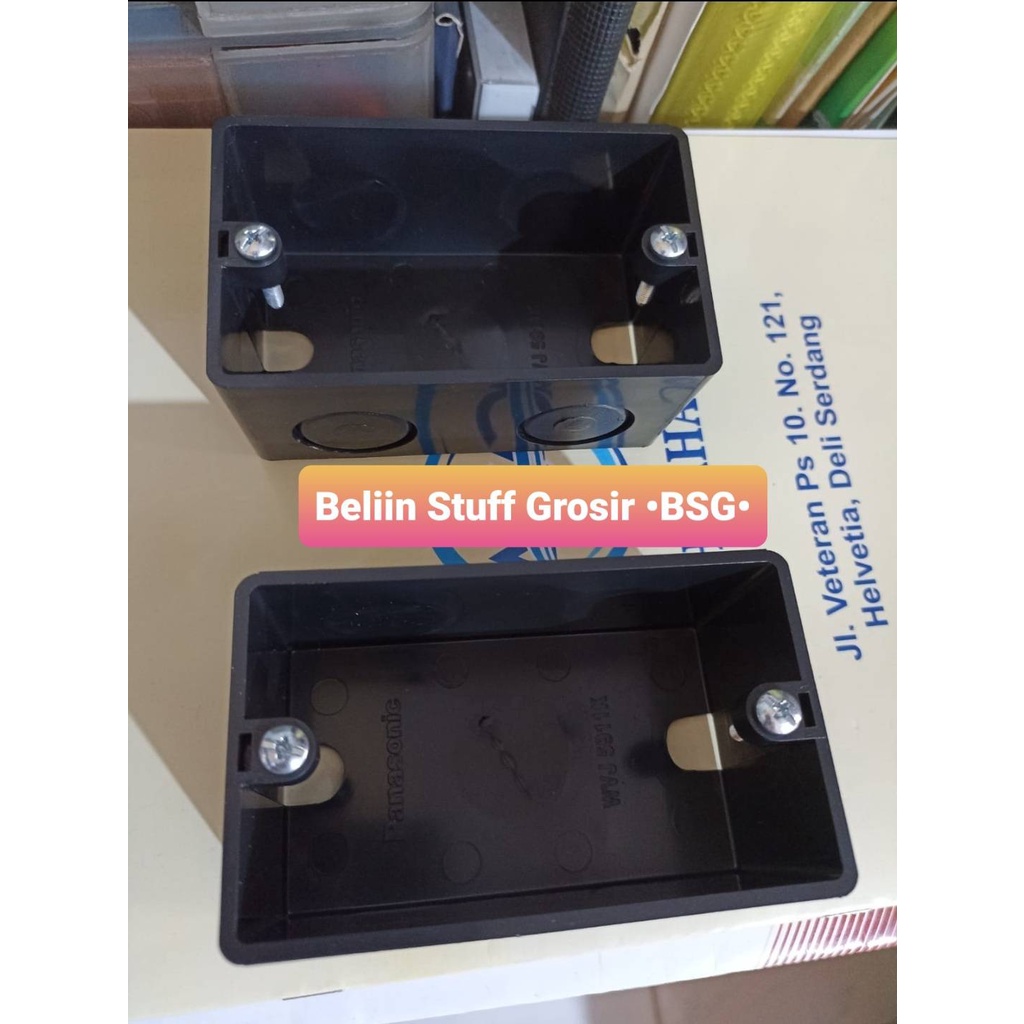 Beliin Stuff Grosir •BSG•
Jl. Veteran Ps 10. No. 121,
Helvetia, Deli Serdang
Panasonic